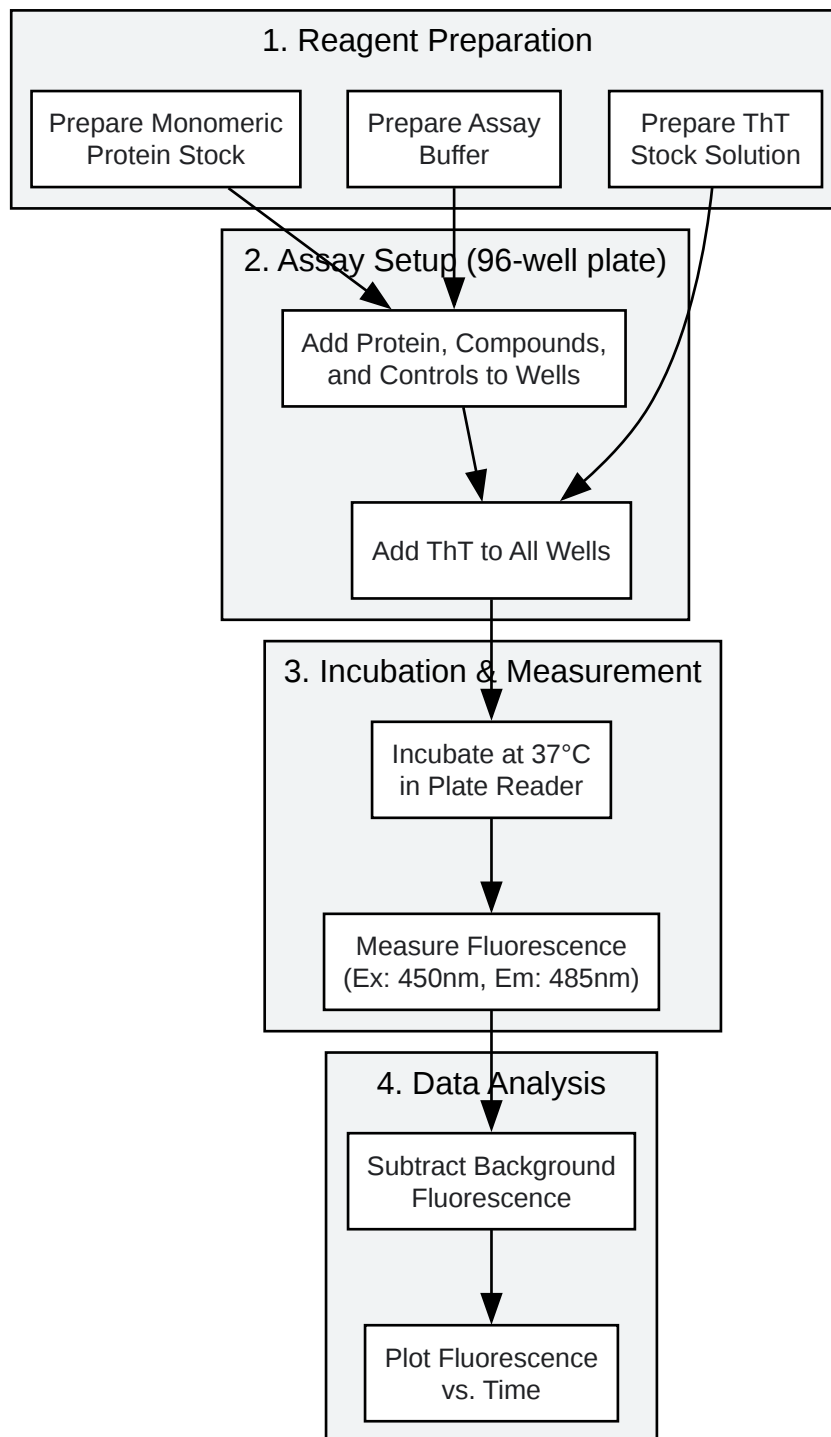 1. Reagent Preparation
Prepare Monomeric
Protein Stock
Prepare Assay
Buffer
Prepare ThT
Stock Solution
2. Assay Setup (96-well plate)
Add Protein, Compounds,
and Controls to Wells
Add ThT to All Wells
3. Incubation & Measurement
Incubate at 37°C
in Plate Reader
Measure Fluorescence
(Ex: 450nm, Em: 485nm)
4. Data Analysis
Subtract Background
Fluorescence
Plot Fluorescence
vs. Time